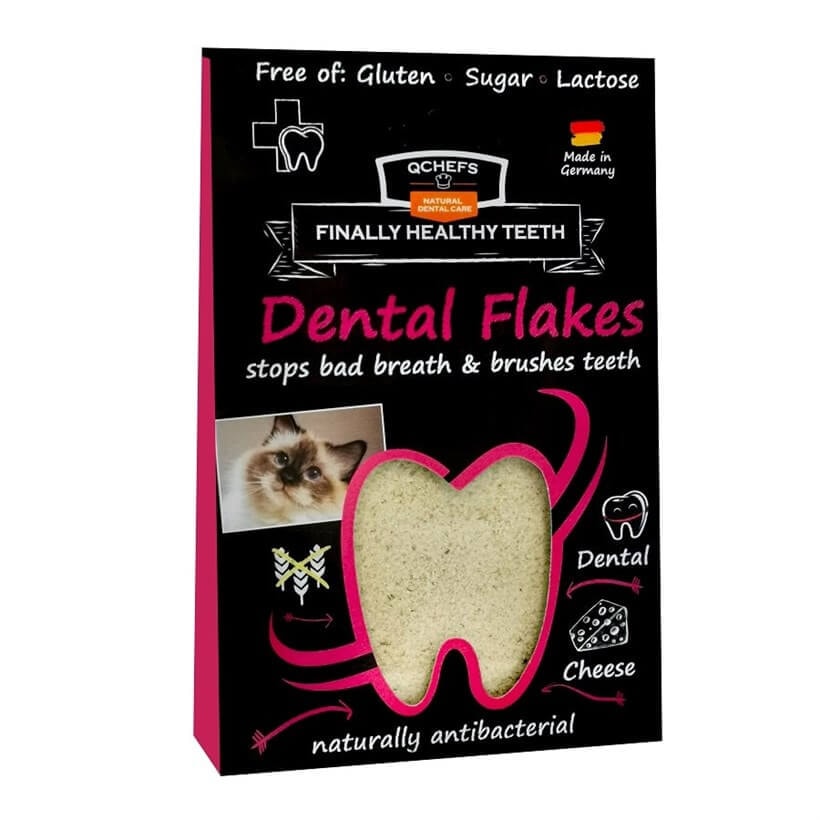 Free of: Gluten ◦ Sugar ◦ Lactose
Made in
Germany
QCHEFS
NATURAL
DENTAL CARE
FINALLY HEALTHY TEETH
Dental Flakes
stops bad breath & brushes teeth
Dental
Cheese
naturally antibacterial